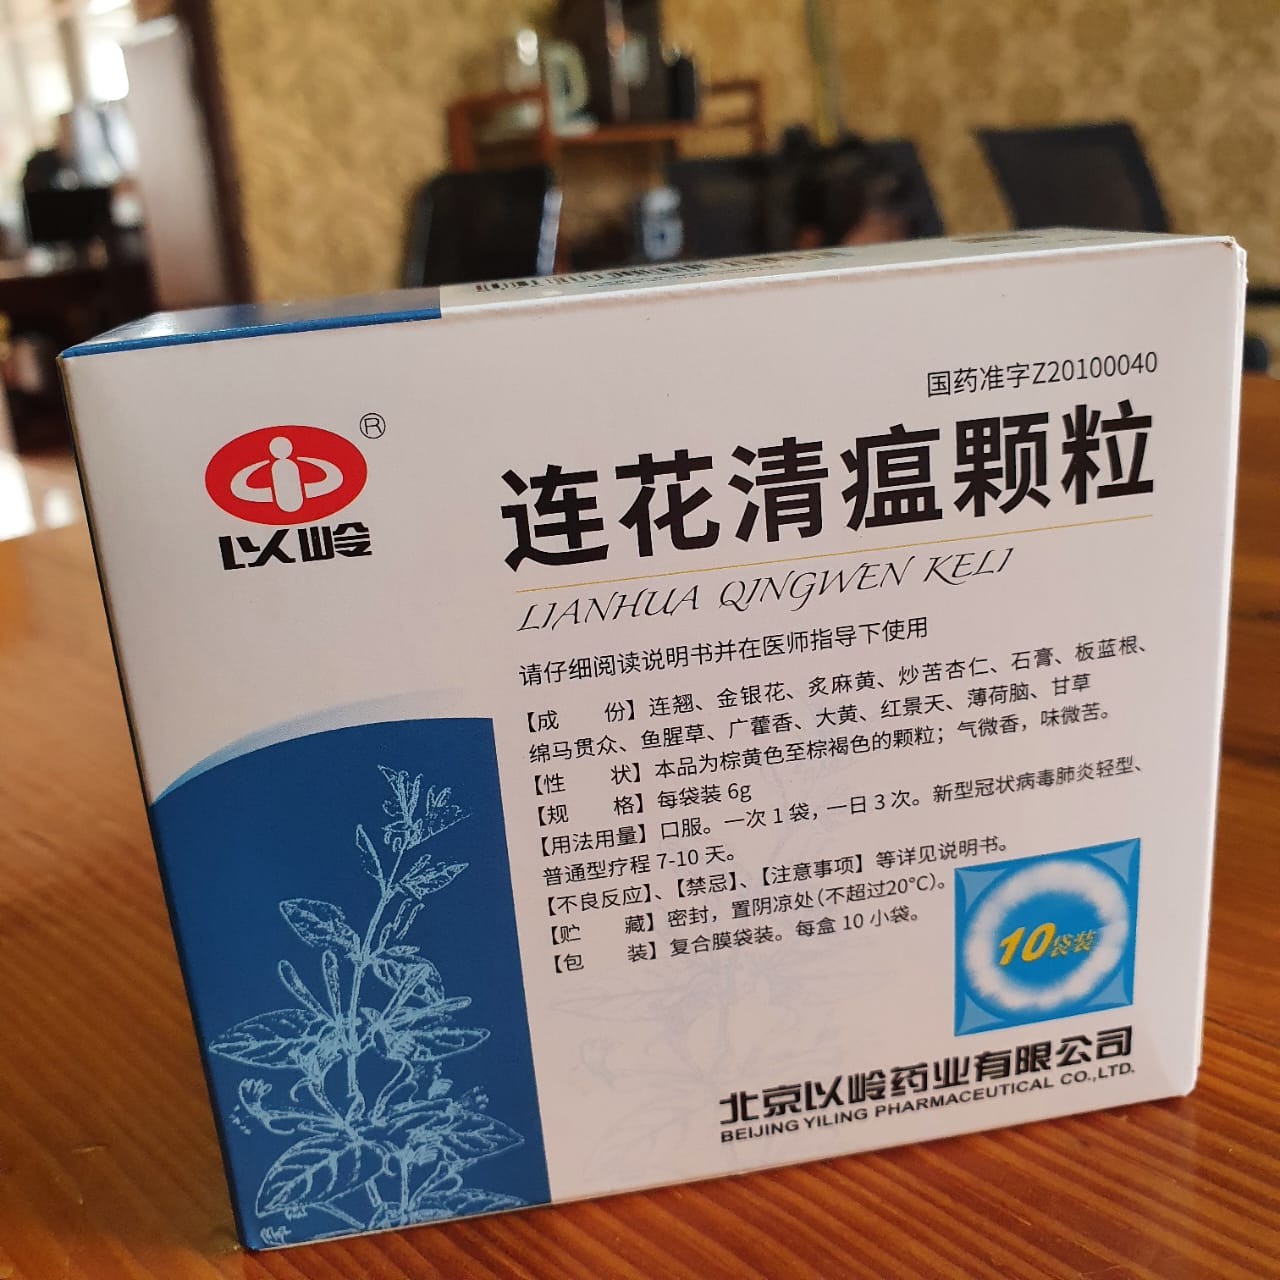 国药准字Z20100040
®
以岭
连花清瘟颗粒
LIANHUA QINGWEN KELI
请仔细阅读说明书并在医师指导下使用
【成 份】连翘、金银花、炙麻黄、炒苦杏仁、石膏、板蓝根、
绵马贯众、鱼腥草、广藿香、大黄、红景天、薄荷脑、甘草
【性 状】本品为棕黄色至棕褐色的颗粒；气微香，味微苦。
【规 格】每袋装 6g
【用法用量】口服。一次 1 袋，一日 3 次。新型冠状病毒肺炎轻型、
普通型疗程 7-10 天。
【不良反应】、【禁忌】、【注意事项】等详见说明书。
【贮 藏】密封，置阴凉处(不超过20°C)。
【包 装】复合膜袋装。每盒 10 小袋。
10袋装
北京以岭药业有限公司
BEIJING YILING PHARMACEUTICAL CO.,LTD.